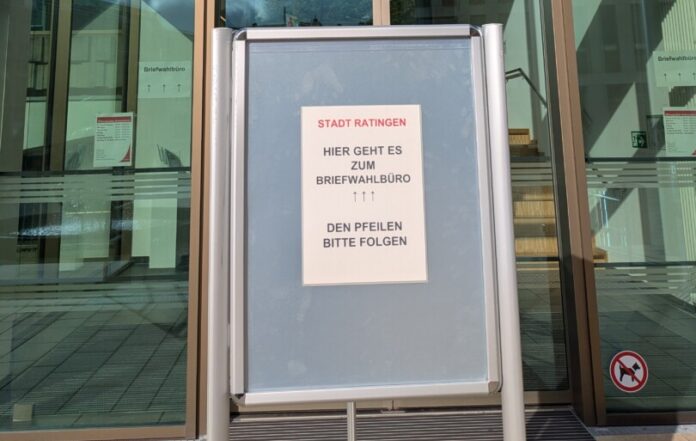 Briefwahlbüro
↑ ↑ ↑
STADT RATINGEN
HIER GEHT ES
ZUM
BRIEFWAHLBÜRO
↑↑↑
DEN PFEILEN
BITTE FOLGEN
Briefwahlbüro
↑ ↑ ↑